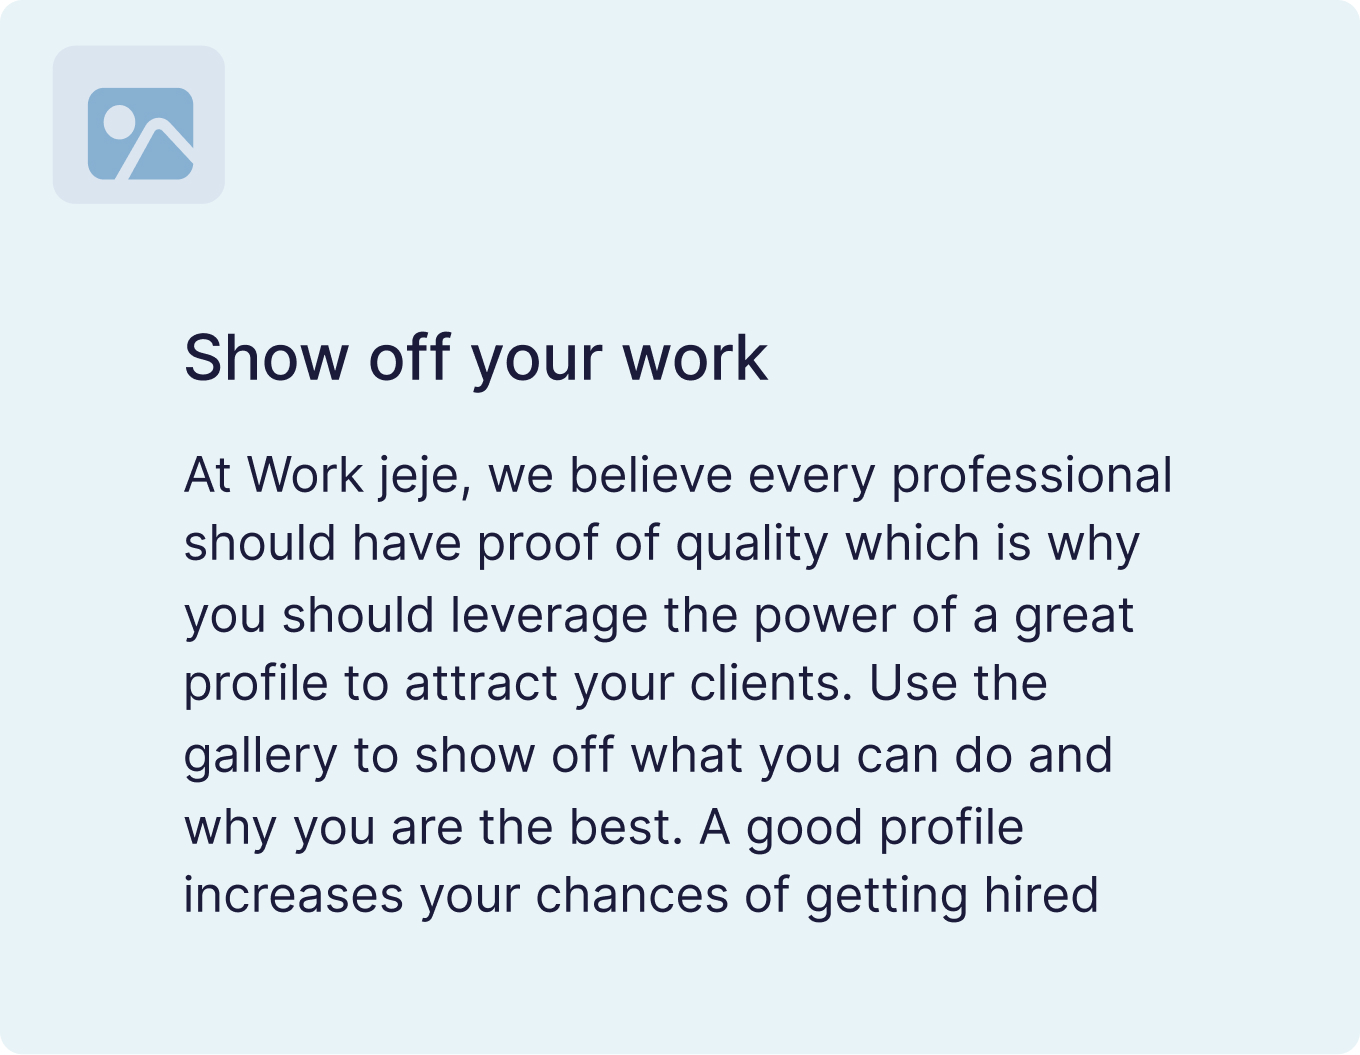 Show off your work
At Work jeje, we believe every professional
should have proof of quality which is why
you should leverage the power of a great
profile to attract your clients. Use the
gallery to show off what you can do and
why you are the best. A good profile
increases your chances of getting hired